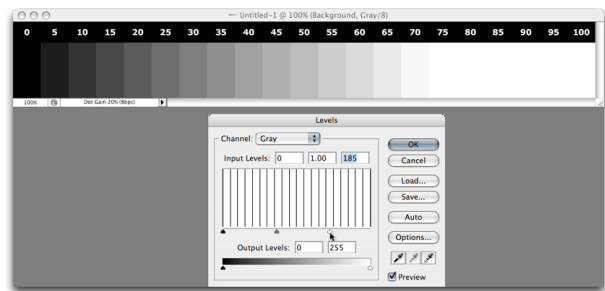 Untitled-1 @ 100% (Background, Gray/8)
0 5 10 15 20 25 30 35 40 45 50 55 60 65 70 75 80 85 90 95 100
100% Dot Gain 20% (8bpc)
Levels
Channel: Gray
OK
Input Levels: 0 1.00 185
Cancel
Load...
Save...
Auto
Options...
Output Levels: 0 255
Preview